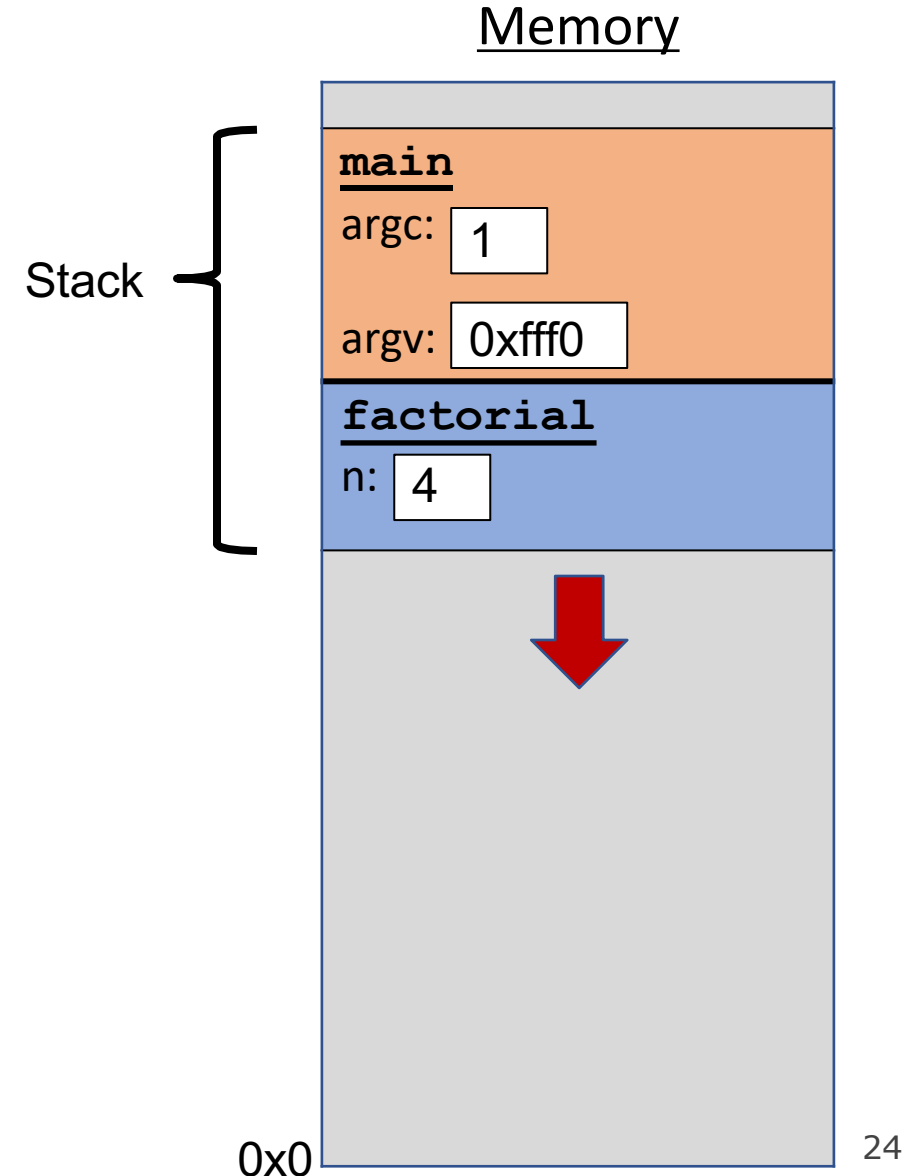 Memory
main
argc: 1
Stack
argv: 0xfff0
factorial
n: 4
0x0
24